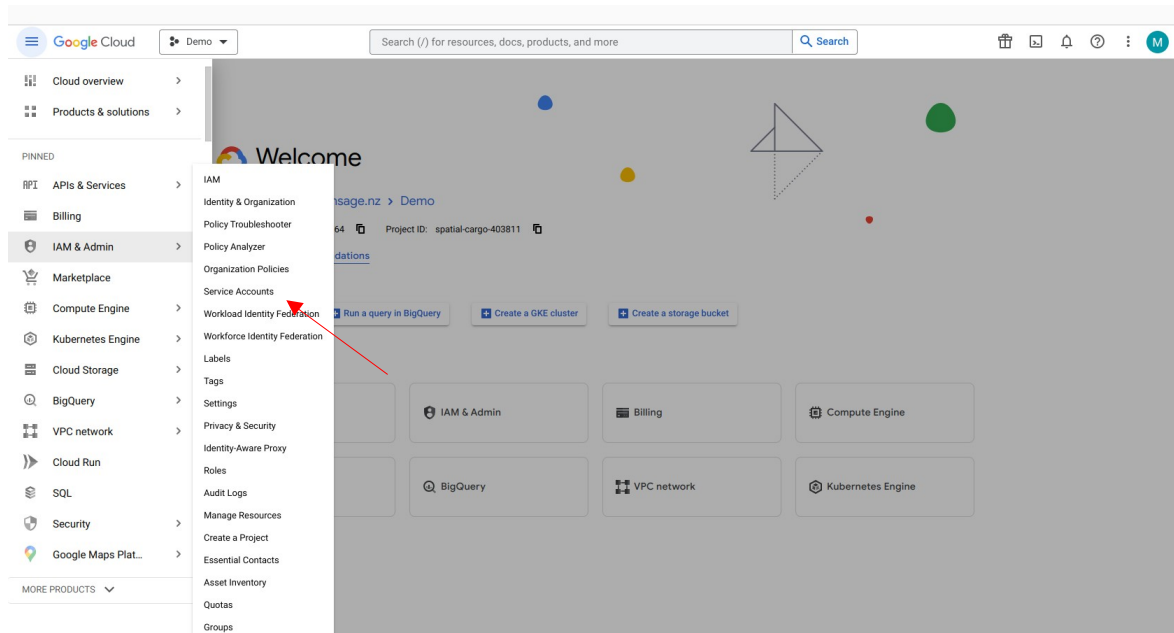 Google Cloud
Demo
Search (/) for resources, docs, products, and more
Search
M
Cloud overview
Products & solutions
PINNED
API APIs & Services
Billing
IAM & Admin
Marketplace
Compute Engine
Kubernetes Engine
Cloud Storage
BigQuery
VPC network
Cloud Run
SQL
Security
Google Maps Plat...
MORE PRODUCTS
IAM
Identity & Organization
Policy Troubleshooter
Policy Analyzer
Organization Policies
Service Accounts
Workload Identity Federation
Workforce Identity Federation
Labels
Tags
Settings
Privacy & Security
Identity-Aware Proxy
Roles
Audit Logs
Manage Resources
Create a Project
Essential Contacts
Asset Inventory
Quotas
Groups
Welcome
nsage.nz > Demo
64 Project ID: spatial-cargo-403811
dations
Run a query in BigQuery
Create a GKE cluster
Create a storage bucket
IAM & Admin
Billing
Compute Engine
BigQuery
VPC network
Kubernetes Engine